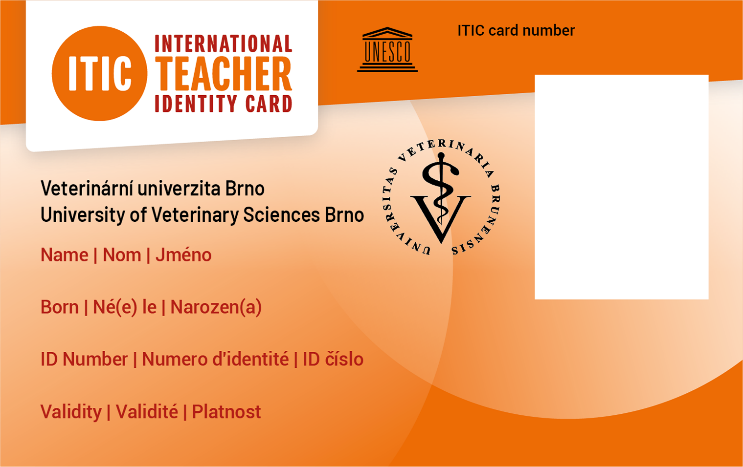 ITIC
INTERNATIONAL
TEACHER
IDENTITY CARD
UNESCO
ITIC card number
Veterinární univerzita Brno
University of Veterinary Sciences Brno
UNIVERSITAS VETERINARIA BRUNENSIS
Name | Nom | Jméno
Born | Né(e) le | Narozen(a)
ID Number | Numero d'identité | ID číslo
Validity | Validité | Platnost